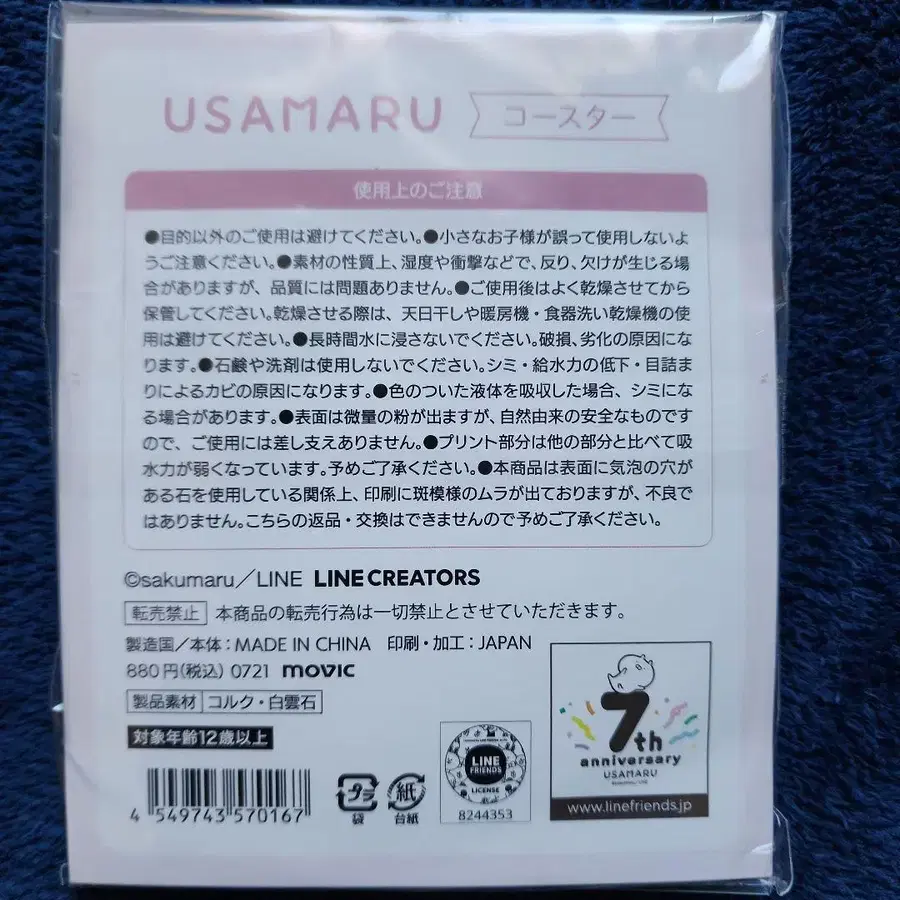 USAMARU コースター
使用上のご注意
●目的以外のご使用は避けてください。●小さなお子様が誤って使用しないよ
うご注意ください。●素材の性質上、湿度や衝撃などで、反り、欠けが生じる場
合がありますが、品質には問題ありません。●ご使用後はよく乾燥させてから
保管してください。乾燥させる際は、天日干しや暖房機・食器洗い乾燥機の使
用は避けてください。●長時間水に浸さないでください。破損、劣化の原因にな
ります。●石鹸や洗剤は使用しないでください。シミ・給水力の低下・目詰ま
りによるカビの原因になります。●色のついた液体を吸収した場合、シミにな
る場合があります。●表面は微量の粉が出ますが、自然由来の安全なものです
ので、ご使用には差し支えありません。●プリント部分は他の部分と比べて吸
水力が弱くなっています。予めご了承ください。●本商品は表面に気泡の穴が
ある石を使用している関係上、印刷に斑模様のムラが出ておりますが、不良で
はありません。こちらの返品・交換はできませんので予めご了承ください。
©sakumaru／LINE LINE CREATORS
転売禁止 本商品の転売行為は一切禁止とさせていただきます。
製造国／本体：MADE IN CHINA 印刷・加工：JAPAN
880円(税込) 0721 movic
製品素材 コルク・白雲石
対象年齢12歳以上
4 549743 570167
プラ
袋
紙
台紙
LINE
FRIENDS
LICENSE
8244353
7th
anniversary
USAMARU
www.linefriends.jp